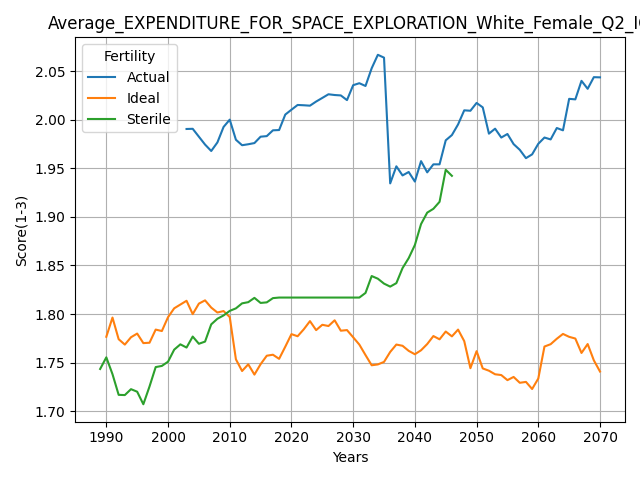 Average_EXPENDITURE_FOR_SPACE_EXPLORATION_White_Female_Q2_I
Fertility
Actual
Ideal
Sterile
Score(1-3)
2.05
2.00
1.95
1.90
1.85
1.80
1.75
1.70
1990 2000 2010 2020 2030 2040 2050 2060 2070
Years